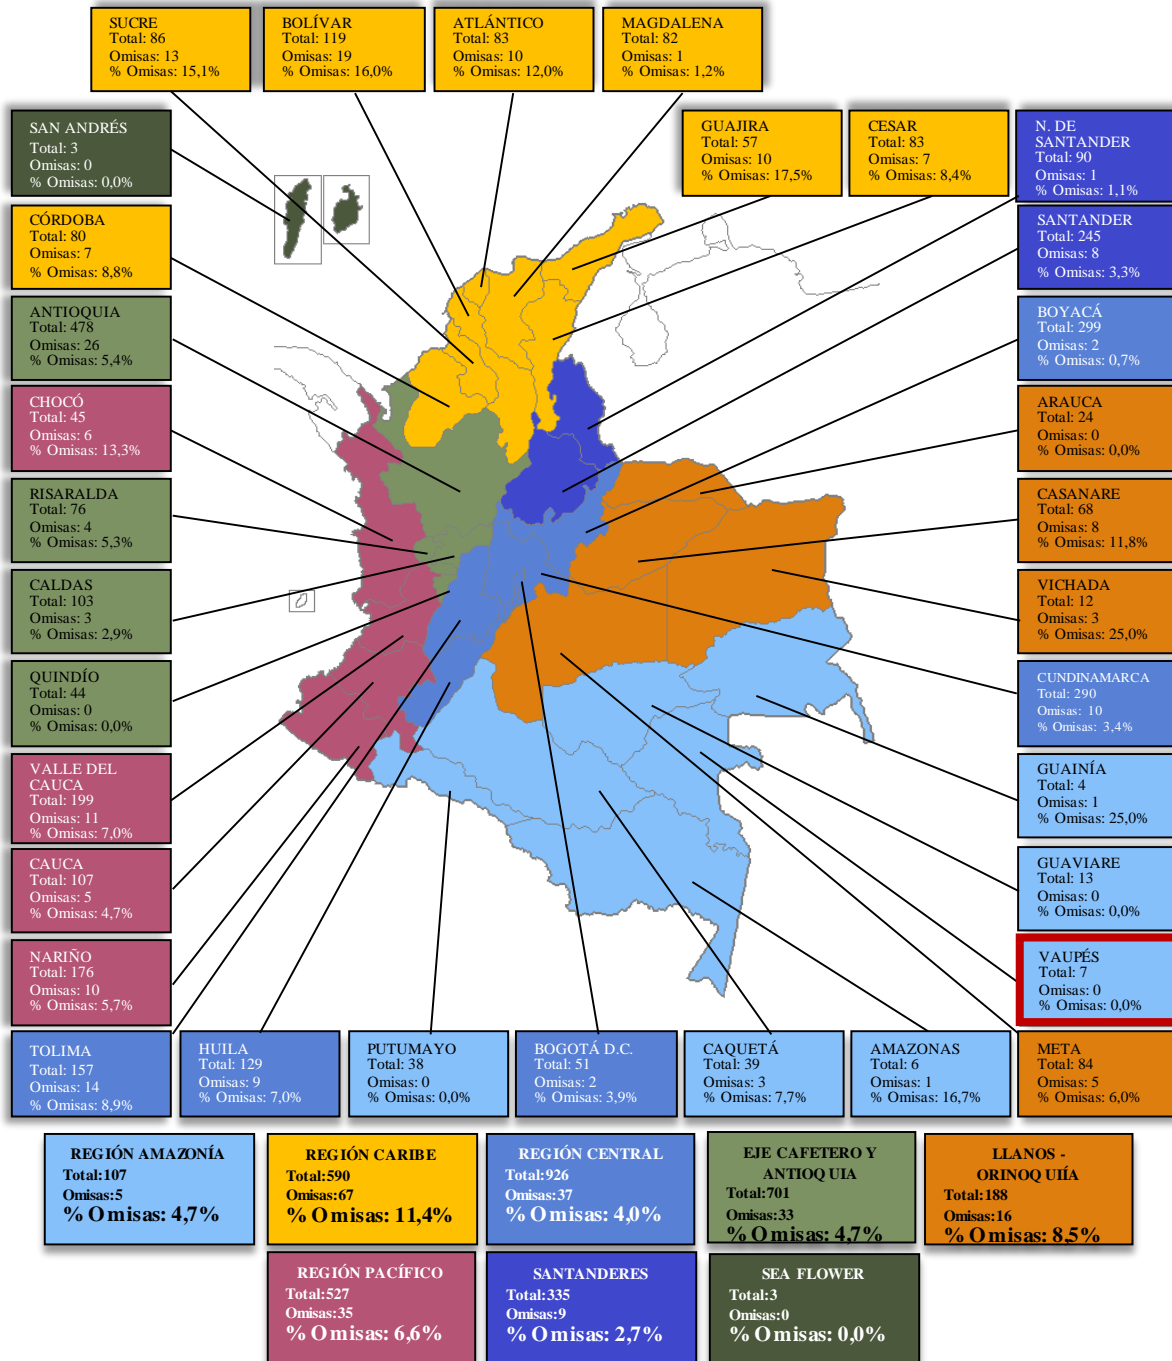 SUCRE
Total: 86
Omisas: 13
% Omisas: 15,1%
BOLÍVAR
Total: 119
Omisas: 19
% Omisas: 16,0%
ATLÁNTICO
Total: 83
Omisas: 10
% Omisas: 12,0%
MAGDALENA
Total: 82
Omisas: 1
% Omisas: 1,2%
SAN ANDRÉS
Total: 3
Omisas: 0
% Omisas: 0,0%
GUAJIRA
Total: 57
Omisas: 10
% Omisas: 17,5%
CESAR
Total: 83
Omisas: 7
% Omisas: 8,4%
N. DE
SANTANDER
Total: 90
Omisas: 1
% Omisas: 1,1%
CÓRDOBA
Total: 80
Omisas: 7
% Omisas: 8,8%
SANTANDER
Total: 245
Omisas: 8
% Omisas: 3,3%
ANTIOQUIA
Total: 478
Omisas: 26
% Omisas: 5,4%
BOYACÁ
Total: 299
Omisas: 2
% Omisas: 0,7%
CHOCÓ
Total: 45
Omisas: 6
% Omisas: 13,3%
ARAUCA
Total: 24
Omisas: 0
% Omisas: 0,0%
RISARALDA
Total: 76
Omisas: 4
% Omisas: 5,3%
CASANARE
Total: 68
Omisas: 8
% Omisas: 11,8%
CALDAS
Total: 103
Omisas: 3
% Omisas: 2,9%
VICHADA
Total: 12
Omisas: 3
% Omisas: 25,0%
QUINDÍO
Total: 44
Omisas: 0
% Omisas: 0,0%
CUNDINAMARCA
Total: 290
Omisas: 10
% Omisas: 3,4%
VALLE DEL
CAUCA
Total: 199
Omisas: 11
% Omisas: 7,0%
GUAINÍA
Total: 4
Omisas: 1
% Omisas: 25,0%
CAUCA
Total: 107
Omisas: 5
% Omisas: 4,7%
GUAVIARE
Total: 13
Omisas: 0
% Omisas: 0,0%
NARIÑO
Total: 176
Omisas: 10
% Omisas: 5,7%
VAUPÉS
Total: 7
Omisas: 0
% Omisas: 0,0%
TOLIMA
Total: 157
Omisas: 14
% Omisas: 8,9%
HUILA
Total: 129
Omisas: 9
% Omisas: 7,0%
PUTUMAYO
Total: 38
Omisas: 0
% Omisas: 0,0%
BOGOTÁ D.C.
Total: 51
Omisas: 2
% Omisas: 3,9%
CAQUETÁ
Total: 39
Omisas: 3
% Omisas: 7,7%
AMAZONAS
Total: 6
Omisas: 1
% Omisas: 16,7%
META
Total: 84
Omisas: 5
% Omisas: 6,0%
REGIÓN AMAZONÍA
Total:107
Omisas:5
% Omisas: 4,7%
REGIÓN CARIBE
Total:590
Omisas:67
% Omisas: 11,4%
REGIÓN CENTRAL
Total:926
Omisas:37
% Omisas: 4,0%
EJE CAFETERO Y
ANTIOQUIA
Total:701
Omisas:33
% Omisas: 4,7%
LLANOS -
ORINOQUIÍA
Total:188
Omisas:16
% Omisas: 8,5%
REGIÓN PACÍFICO
Total:527
Omisas:35
% Omisas: 6,6%
SANTANDERES
Total:335
Omisas:9
% Omisas: 2,7%
SEA FLOWER
Total:3
Omisas:0
% Omisas: 0,0%